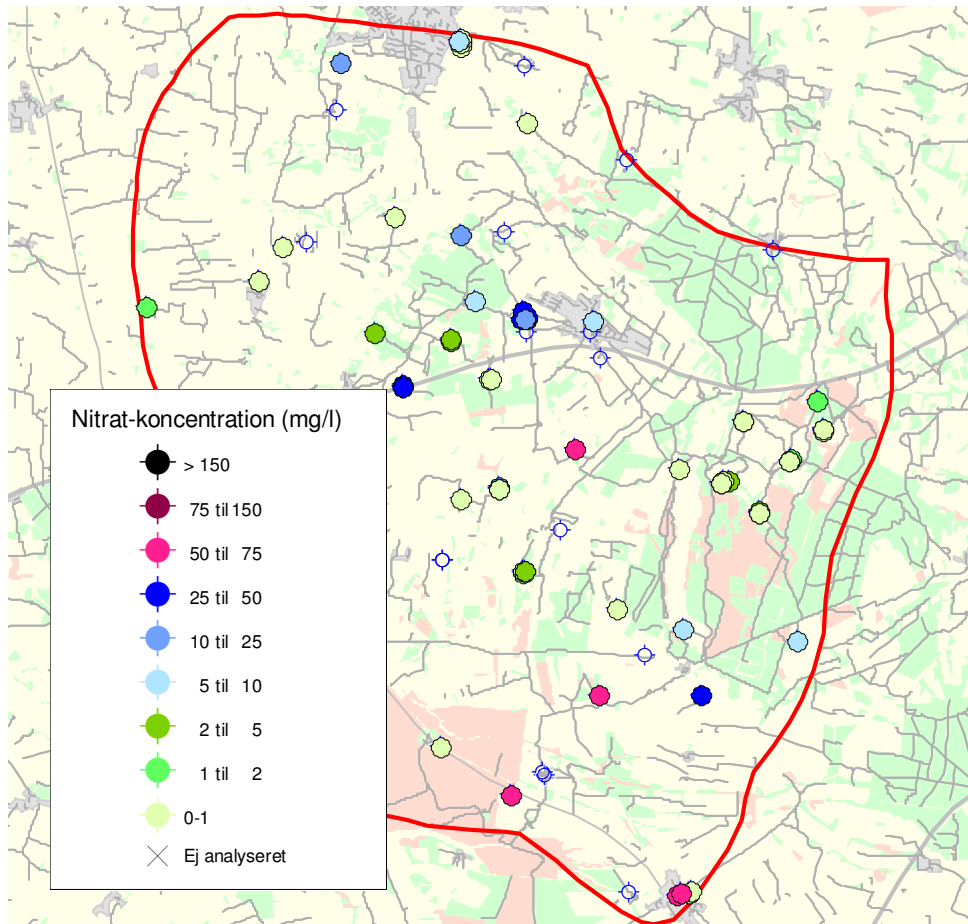 Nitrat-koncentration (mg/l)
> 150
75 til 150
50 til 75
25 til 50
10 til 25
5 til 10
2 til 5
1 til 2
0-1
Ej analyseret